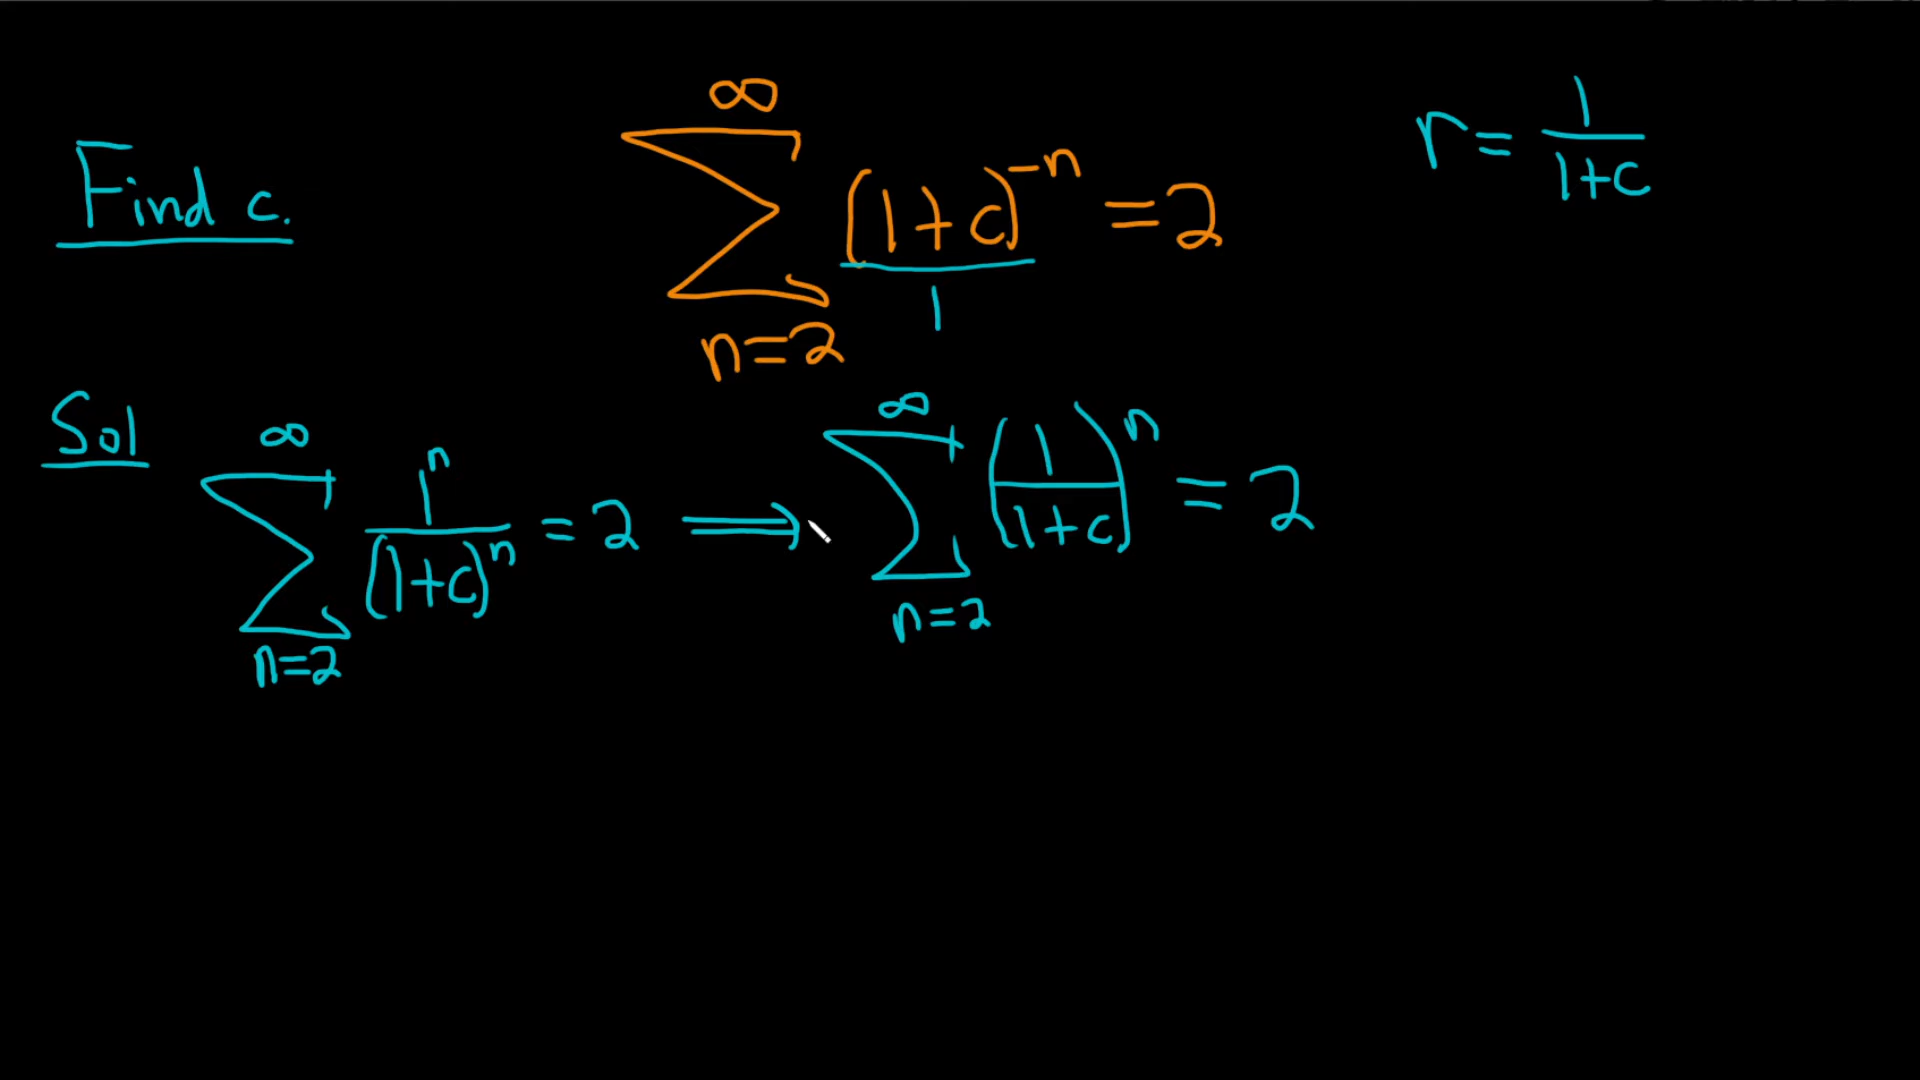 Find c.
∑_{n=2}^{∞} (1+c)^{-n}/1 = 2
r = 1/(1+c)
Sol
∑_{n=2}^{∞} 1^n/(1+c)^n = 2 ⟹ ∑_{n=2}^{∞} (1/(1+c))^n = 2